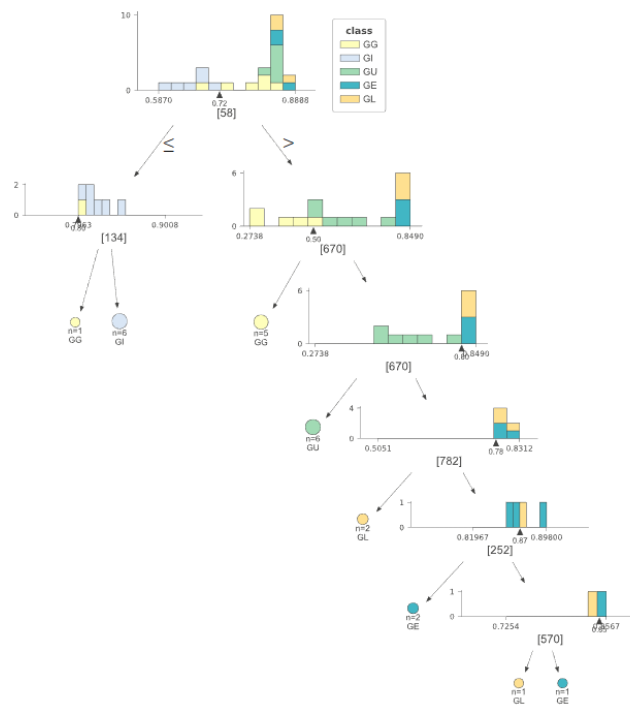 10
5
0
0.5870
0.72
0.8888
[58]
class
GG
GI
GU
GE
GL
≤
>
2
0
0.9008
[134]
6
0
0.2738
0.50
0.8490
[670]
n=1
GG
n=6
GI
n=5
GG
6
0
0.2738
0.8490
[670]
n=6
GU
4
0
0.5051
0.78
0.8312
[782]
n=2
GL
1
0
0.81967
0.87
0.89800
[252]
n=2
GE
1
0
0.7254
[570]
n=1
GL
n=1
GE